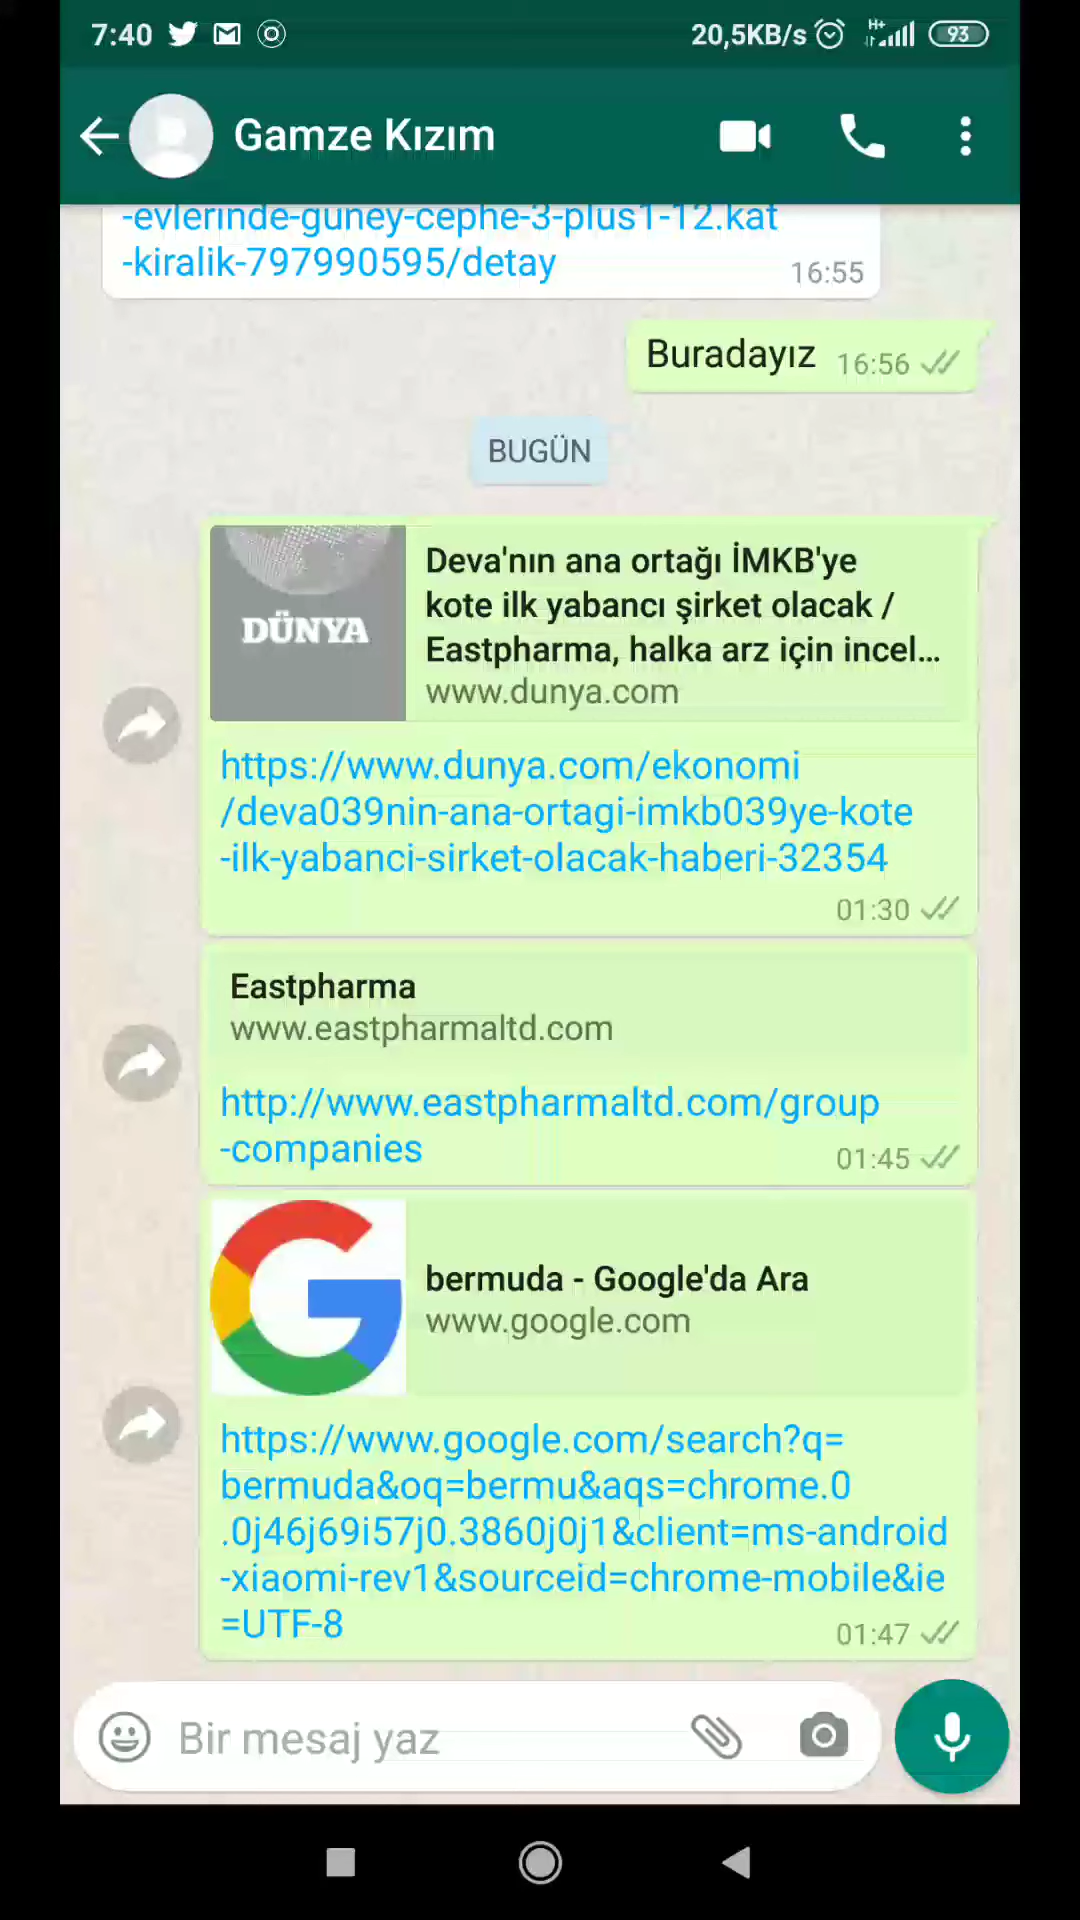 7:40 20,5KB/s H+ 93
Gamze Kızım
-evlerinde-guney-cephe-3-plus1-12.kat
-kiralik-797990595/detay
16:55
Buradayız 16:56
BUGÜN
DÜNYA
Deva'nın ana ortağı İMKB'ye
kote ilk yabancı şirket olacak /
Eastpharma, halka arz için incel...
www.dunya.com
https://www.dunya.com/ekonomi
/deva039nin-ana-ortagi-imkb039ye-kote
-ilk-yabanci-sirket-olacak-haberi-32354
01:30
Eastpharma
www.eastpharmaltd.com
http://www.eastpharmaltd.com/group
-companies
01:45
bermuda - Google'da Ara
www.google.com
https://www.google.com/search?q=
bermuda&oq=bermu&aqs=chrome.0
.0j46j69i57j0.3860j0j1&client=ms-android
-xiaomi-rev1&sourceid=chrome-mobile&ie
=UTF-8
01:47
Bir mesaj yaz